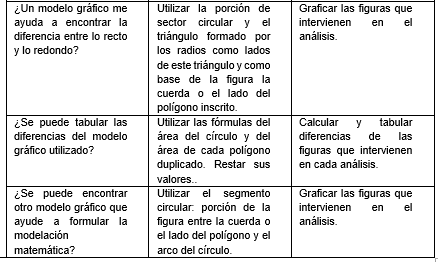 ¿Un modelo gráfico me
ayuda a encontrar la
diferencia entre lo recto
y lo redondo?
Utilizar la porción de
sector circular y el
triángulo formado por
los radios como lados
de este triángulo y como
base de la figura la
cuerda o el lado del
polígono inscrito.
Graficar las figuras que
intervienen en el
análisis.
¿Se puede tabular las
diferencias del modelo
gráfico utilizado?
Utilizar las fórmulas del
área del círculo y del
área de cada polígono
duplicado. Restar sus
valores..
Calcular y tabular
diferencias de las
figuras que intervienen
en cada análisis.
¿Se puede encontrar
otro modelo gráfico que
ayude a formular la
modelación
matemática?
Utilizar el segmento
circular: porción de la
figura entre la cuerda o
el lado del polígono y el
arco del círculo.
Graficar las figuras que
intervienen en el
análisis.